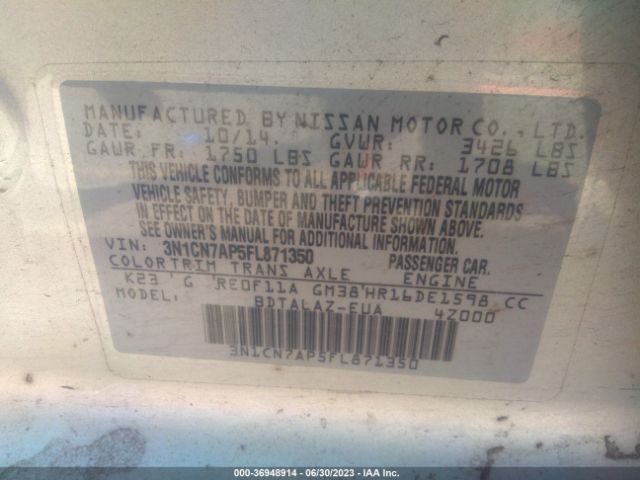 MANUFACTURED BY NISSAN MOTOR CO., LTD.
DATE: 10/14. GVWR: 3426 LBS
GAWR FR: 1750 LBS GAWR RR: 1708 LBS
THIS VEHICLE CONFORMS TO ALL APPLICABLE FEDERAL MOTOR
VEHICLE SAFETY, BUMPER AND THEFT PREVENTION STANDARDS
IN EFFECT ON THE DATE OF MANUFACTURE SHOWN ABOVE.
SEE OWNER'S MANUAL FOR ADDITIONAL INFORMATION.
VIN: 3N1CN7AP5FL871350 PASSENGER CAR.
COLOR TRIM TRANS AXLE ENGINE
K23 'G 'RE0F11A GM38'HR16DE1598 CC
MODEL: BDTALAZ-EUA 4Z000
3N1CN7AP5FL871350
000-36948914 - 06/30/2023 - IAA Inc.